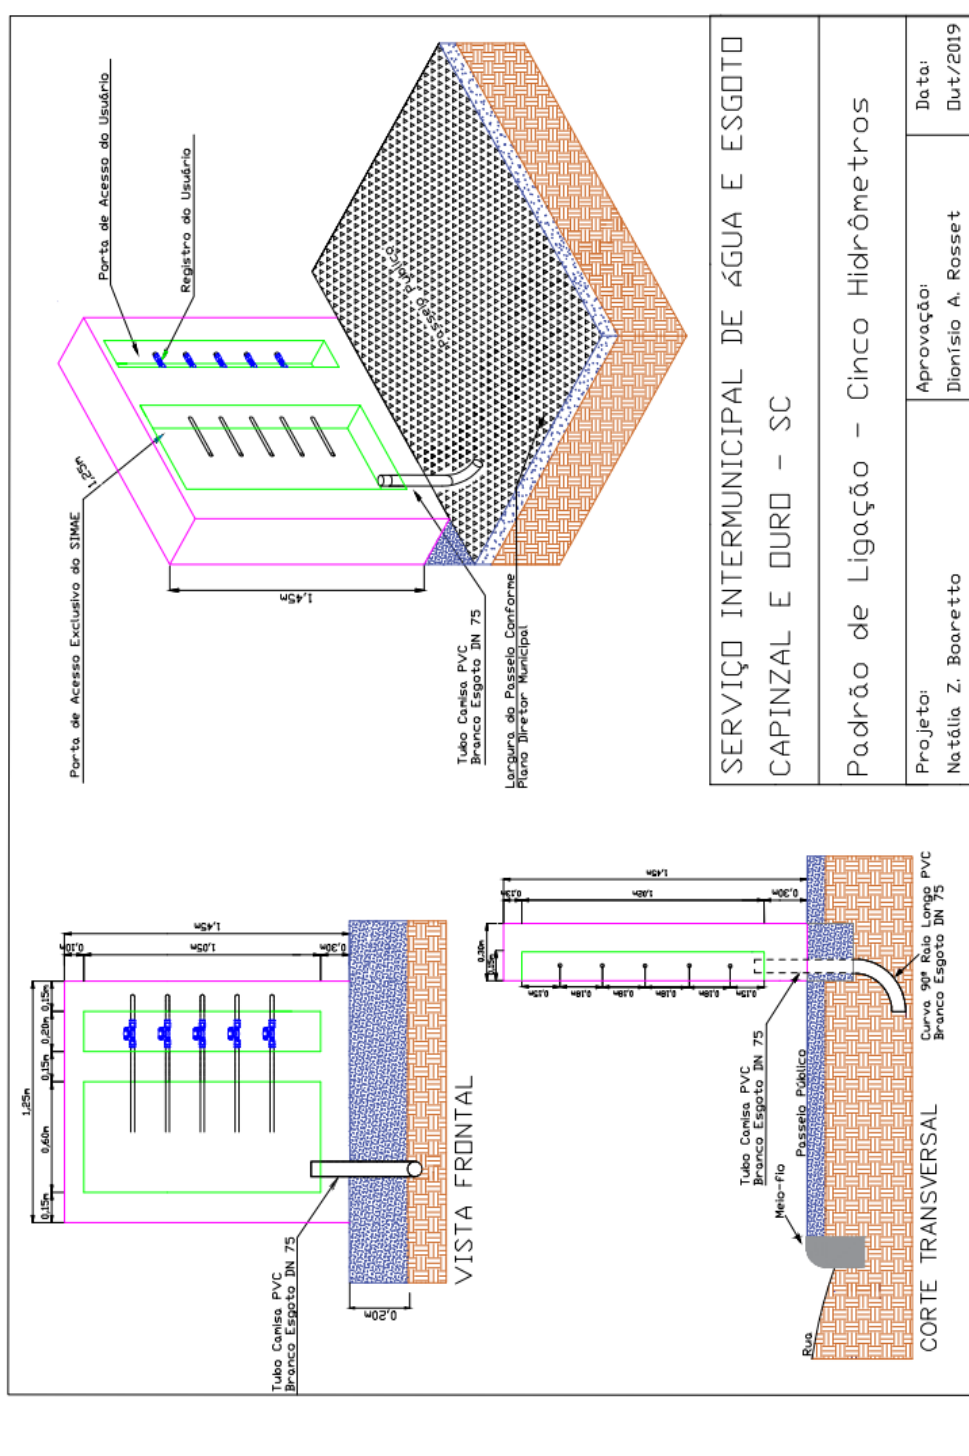 Porta de Acesso do Usuário
Registro do Usuário
Porta de Acesso Exclusivo do SIMAE
1,25m
1,45m
Passeio Público
Tubo Camisa PVC
Branco Esgoto DN 75
Largura do Passeio Conforme
Plano Diretor Municipal
1,25m
0,15m
0,60m
0,15m
0,20m
0,15m
0,10m
1,05m
0,30m
1,45m
0,20m
Tubo Camisa PVC
Branco Esgoto DN 75
VISTA FRONTAL
0,30m
0,15m
0,13m
1,02m
0,30m
1,45m
0,15m
0,18m
0,18m
0,18m
0,18m
0,15m
Tubo Camisa PVC
Branco Esgoto DN 75
Passeio Público
Meio-fio
Rua
Curva 90° Raio Longo PVC
Branco Esgoto DN 75
CORTE TRANSVERSAL
SERVIÇO INTERMUNICIPAL DE ÁGUA E ESGOTO
CAPINZAL E OURO - SC
Padrão de Ligação - Cinco Hidrômetros
Projeto:
Natália Z. Boaretto
Aprovação:
Dionísio A. Rosset
Data:
Out/2019